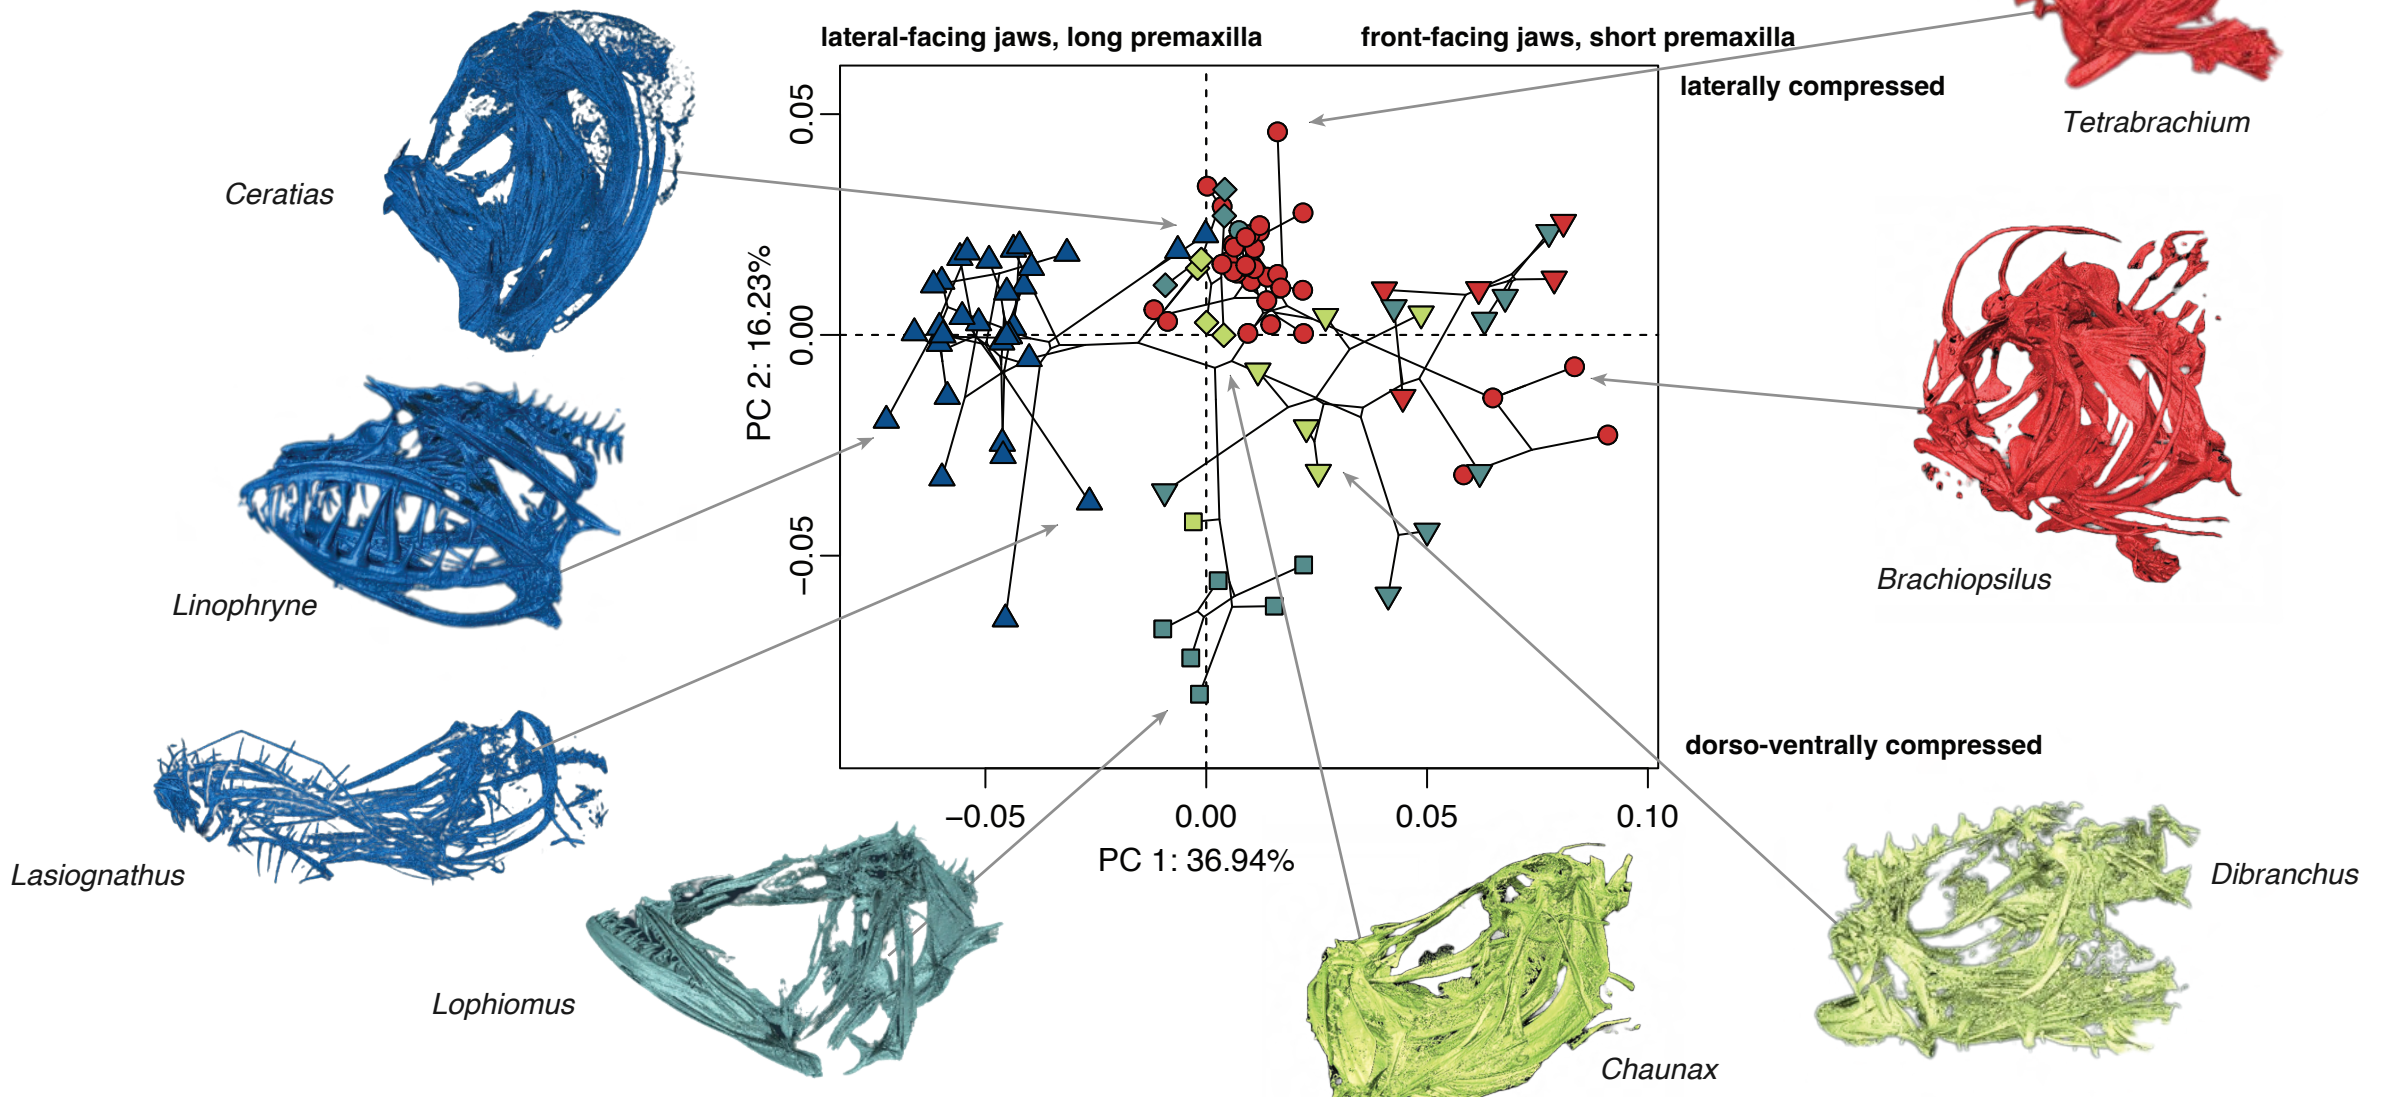 lateral-facing jaws, long premaxilla
front-facing jaws, short premaxilla
laterally compressed
Tetrabrachium
Ceratias
0.05
0.00
−0.05
PC 2: 16.23%
Brachiopsilus
Linophryne
dorso-ventrally compressed
−0.05
0.00
0.05
0.10
PC 1: 36.94%
Lasiognathus
Dibranchus
Lophiomus
Chaunax